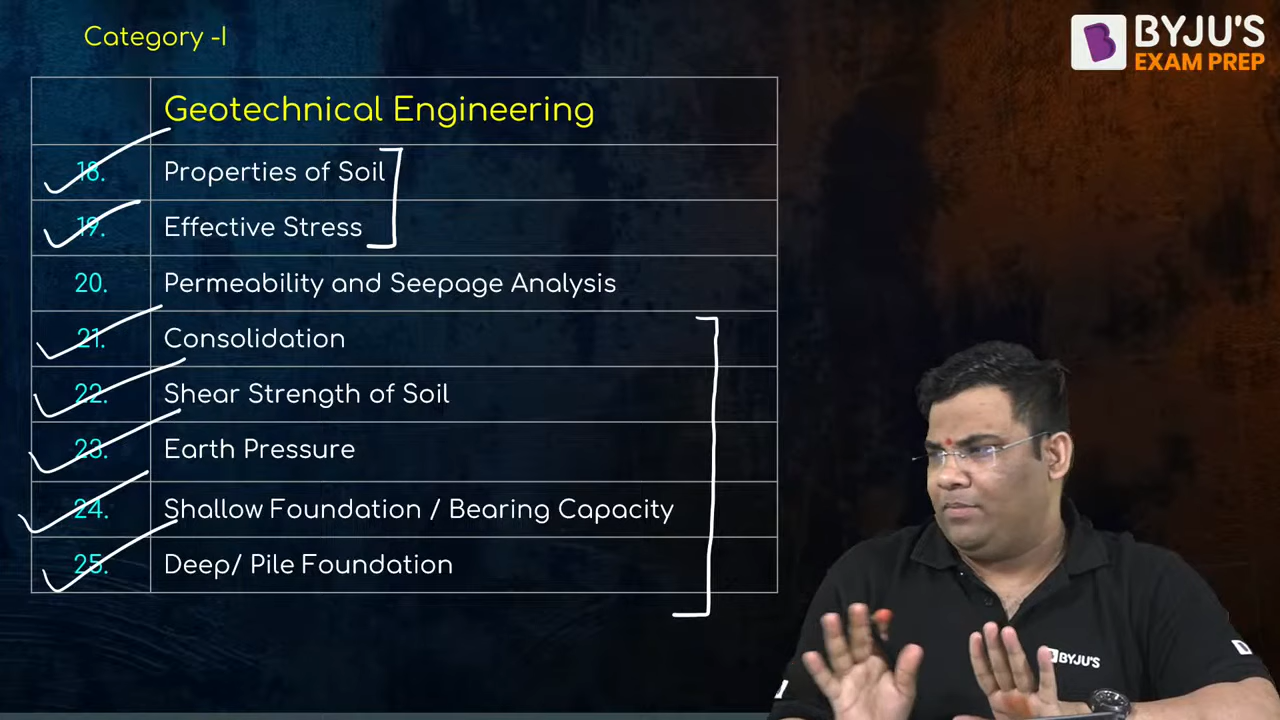 Category -I
BYJU'S
EXAM PREP
Geotechnical Engineering
18. Properties of Soil
19. Effective Stress
20. Permeability and Seepage Analysis
21. Consolidation
22. Shear Strength of Soil
23. Earth Pressure
24. Shallow Foundation / Bearing Capacity
25. Deep/ Pile Foundation
BYJU'S